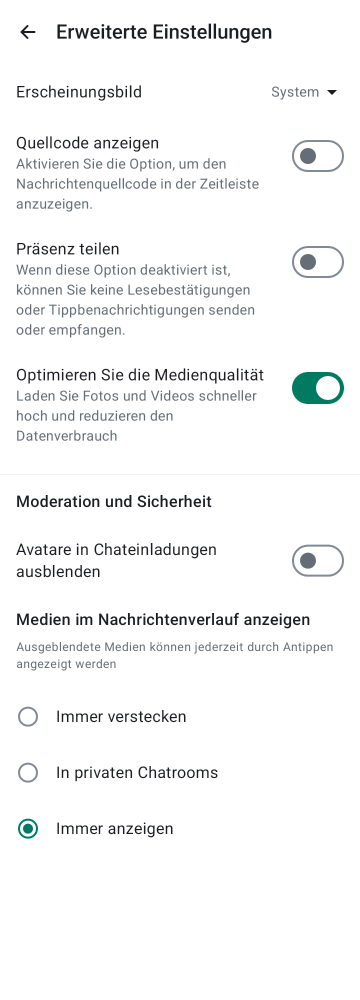 Erweiterte Einstellungen
Erscheinungsbild
System
Quellcode anzeigen
Aktivieren Sie die Option, um den
Nachrichtenquellcode in der Zeitleiste
anzuzeigen.
Präsenz teilen
Wenn diese Option deaktiviert ist,
können Sie keine Lesebestätigungen
oder Tippbenachrichtigungen senden
oder empfangen.
Optimieren Sie die Medienqualität
Laden Sie Fotos und Videos schneller
hoch und reduzieren den
Datenverbrauch
Moderation und Sicherheit
Avatare in Chateinladungen
ausblenden
Medien im Nachrichtenverlauf anzeigen
Ausgeblendete Medien können jederzeit durch Antippen
angezeigt werden
Immer verstecken
In privaten Chatrooms
Immer anzeigen